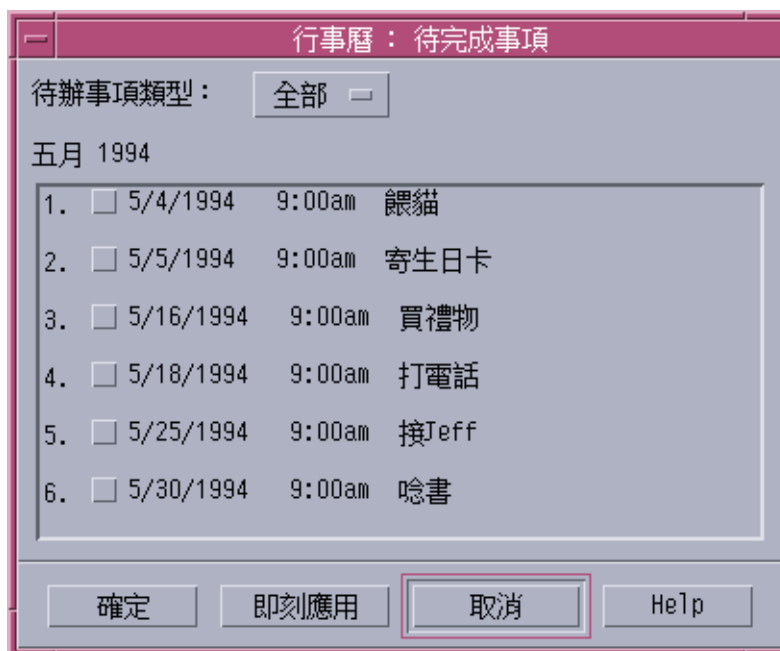 行事曆 : 待完成事項
待辦事項類型 : 全部
五月 1994
1. 5/4/1994 9:00am 餵貓
2. 5/5/1994 9:00am 寄生日卡
3. 5/16/1994 9:00am 買禮物
4. 5/18/1994 9:00am 打電話
5. 5/25/1994 9:00am 接Jeff
6. 5/30/1994 9:00am 唸書
確定 即刻應用 取消 Help